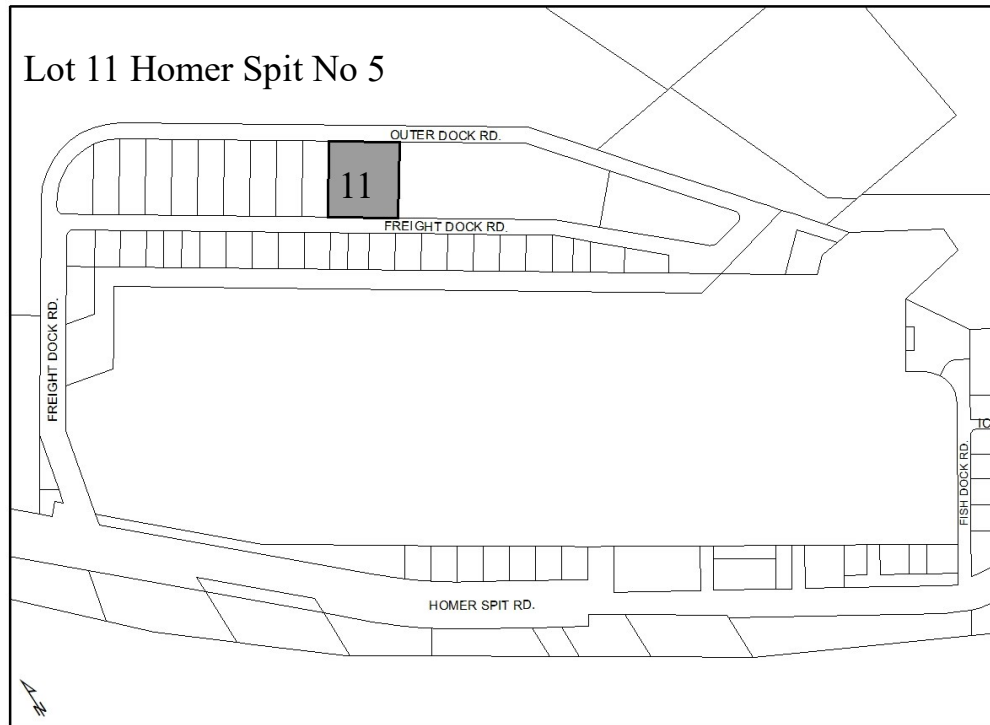 Lot 11 Homer Spit No 5
OUTER DOCK RD.
11
FREIGHT DOCK RD.
FREIGHT DOCK RD.
IC
FISH DOCK RD.
HOMER SPIT RD.
N